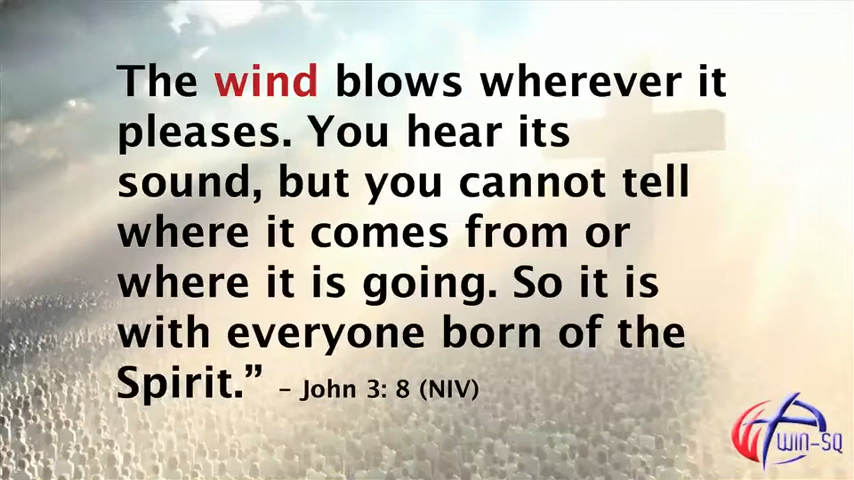 The wind blows wherever it
pleases. You hear its
sound, but you cannot tell
where it comes from or
where it is going. So it is
with everyone born of the
Spirit.” – John 3: 8 (NIV)
WIN-SQ